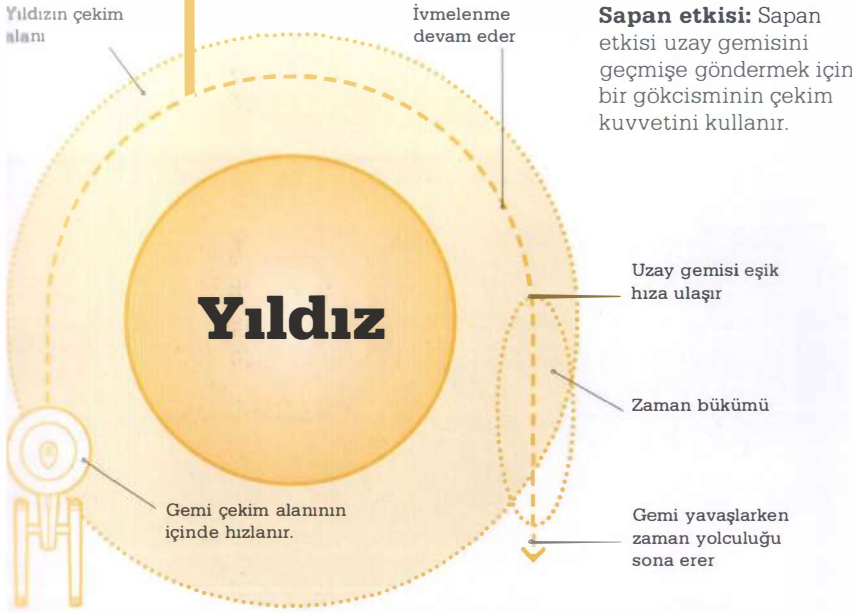 Yıldızın çekim
alanı
İvmelenme
devam eder
Sapan etkisi: Sapan
etkisi uzay gemisini
geçmişe göndermek için
bir gökcisminin çekim
kuvvetini kullanır.
Yıldız
Uzay gemisi eşik
hıza ulaşır
Zaman bükümü
Gemi çekim alanının
içinde hızlanır.
Gemi yavaşlarken
zaman yolculuğu
sona erer